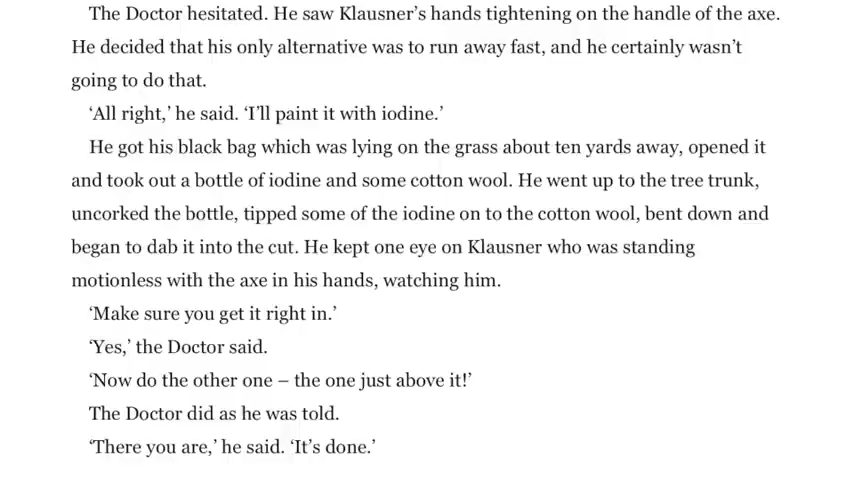 The Doctor hesitated. He saw Klausner’s hands tightening on the handle of the axe.
He decided that his only alternative was to run away fast, and he certainly wasn’t
going to do that.
‘All right,’ he said. ‘I’ll paint it with iodine.’
He got his black bag which was lying on the grass about ten yards away, opened it
and took out a bottle of iodine and some cotton wool. He went up to the tree trunk,
uncorked the bottle, tipped some of the iodine on to the cotton wool, bent down and
began to dab it into the cut. He kept one eye on Klausner who was standing
motionless with the axe in his hands, watching him.
‘Make sure you get it right in.’
‘Yes,’ the Doctor said.
‘Now do the other one – the one just above it!’
The Doctor did as he was told.
‘There you are,’ he said. ‘It’s done.’